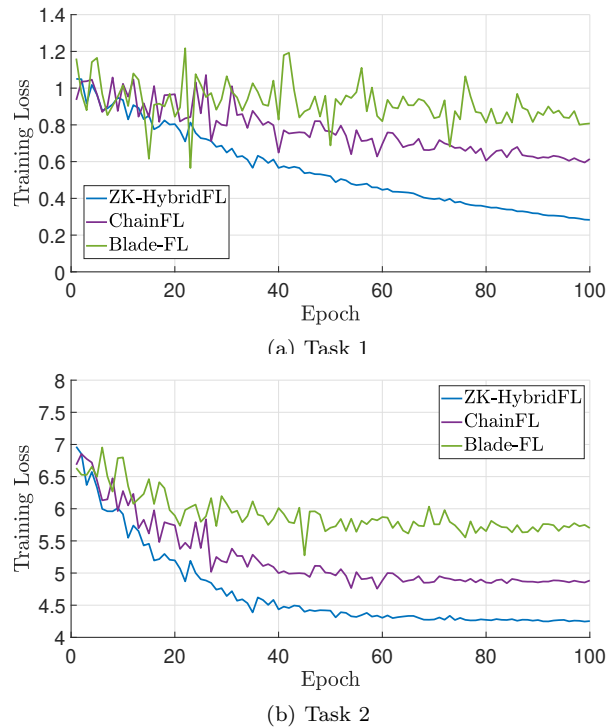 1.4
1.2
1
0.8
0.6
0.4
0.2
0
Training Loss
ZK-HybridFL
ChainFL
Blade-FL
0 20 40 60 80 100
Epoch
(a) Task 1
8
7.5
7
6.5
6
5.5
5
4.5
4
Training Loss
ZK-HybridFL
ChainFL
Blade-FL
0 20 40 60 80 100
Epoch
(b) Task 2